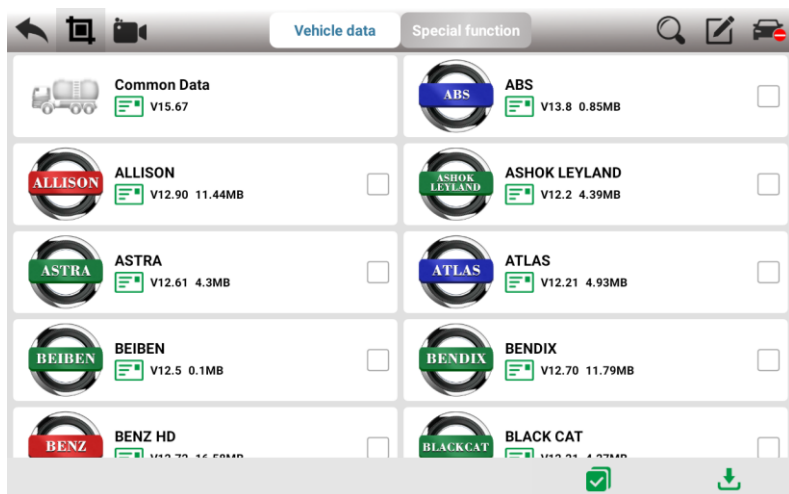 Vehicle data
Special function
Common Data
V15.67
ABS
ABS
V13.8 0.85MB
ALLISON
ALLISON
V12.90 11.44MB
ASHOK
LEYLAND
ASHOK LEYLAND
V12.2 4.39MB
ASTRA
ASTRA
V12.61 4.3MB
ATLAS
ATLAS
V12.21 4.93MB
BEIBEN
BEIBEN
V12.5 0.1MB
BENDIX
BENDIX
V12.70 11.79MB
BENZ
BENZ HD
BLACKCAT
BLACK CAT